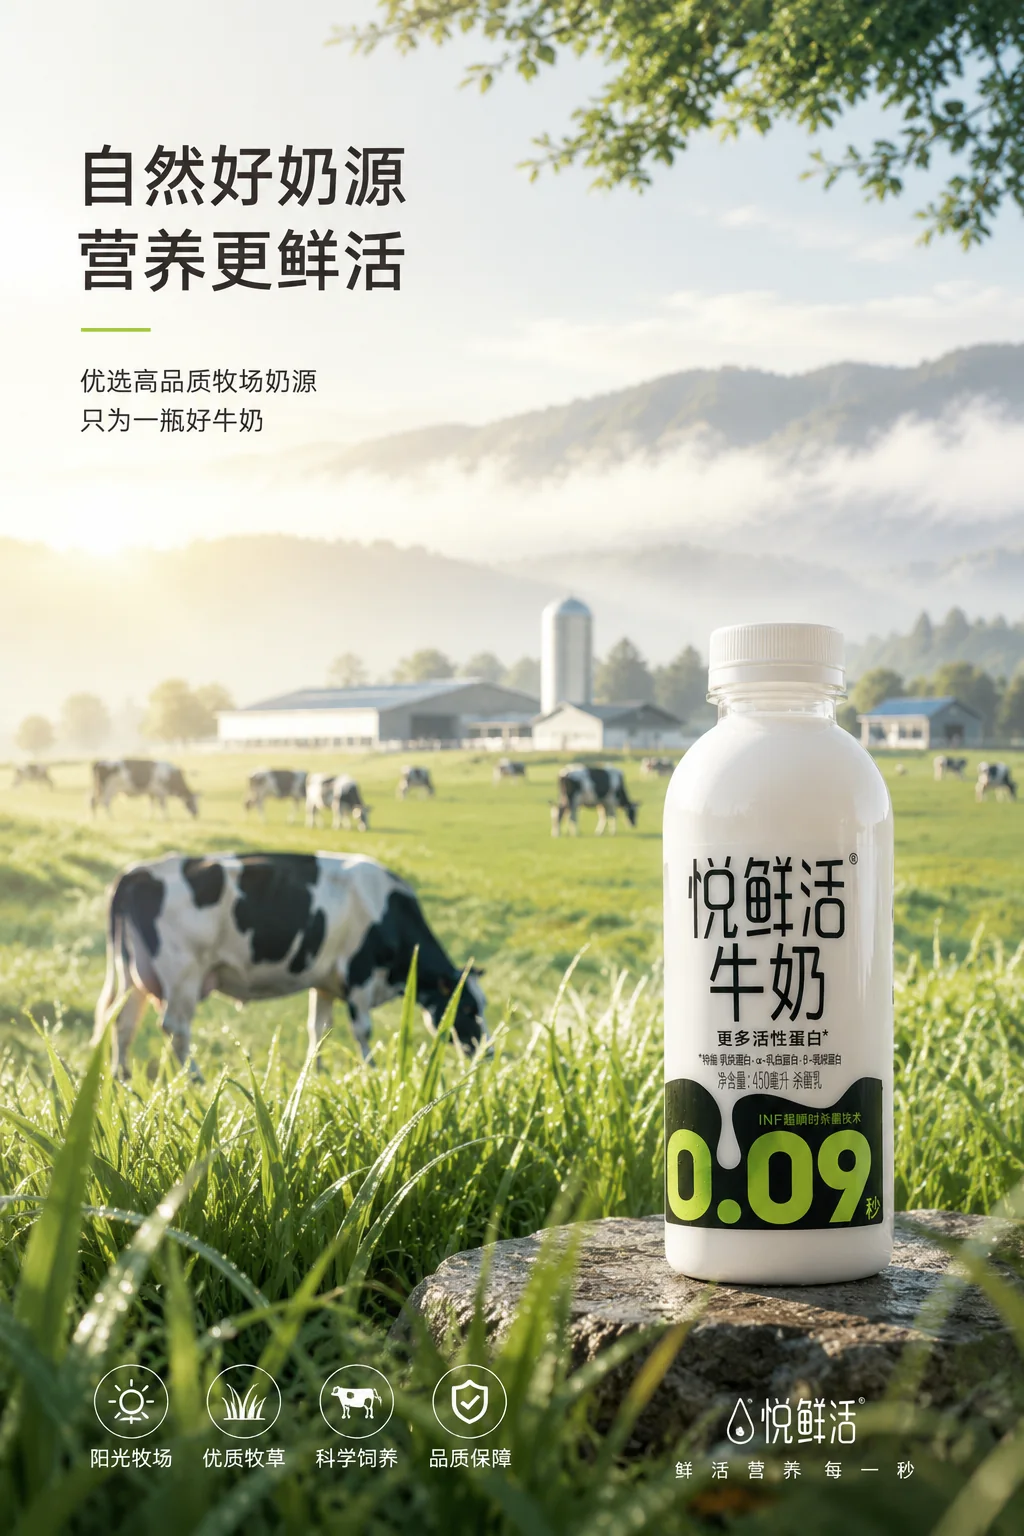 自然好奶源
营养更鲜活
优选高品质牧场奶源
只为一瓶好牛奶
悦鲜活®
牛奶
更多活性蛋白*
净含量:450毫升 杀菌乳
INF超瞬时杀菌技术
0.09秒
阳光牧场 优质牧草 科学饲养 品质保障
悦鲜活®
鲜活营养每一秒